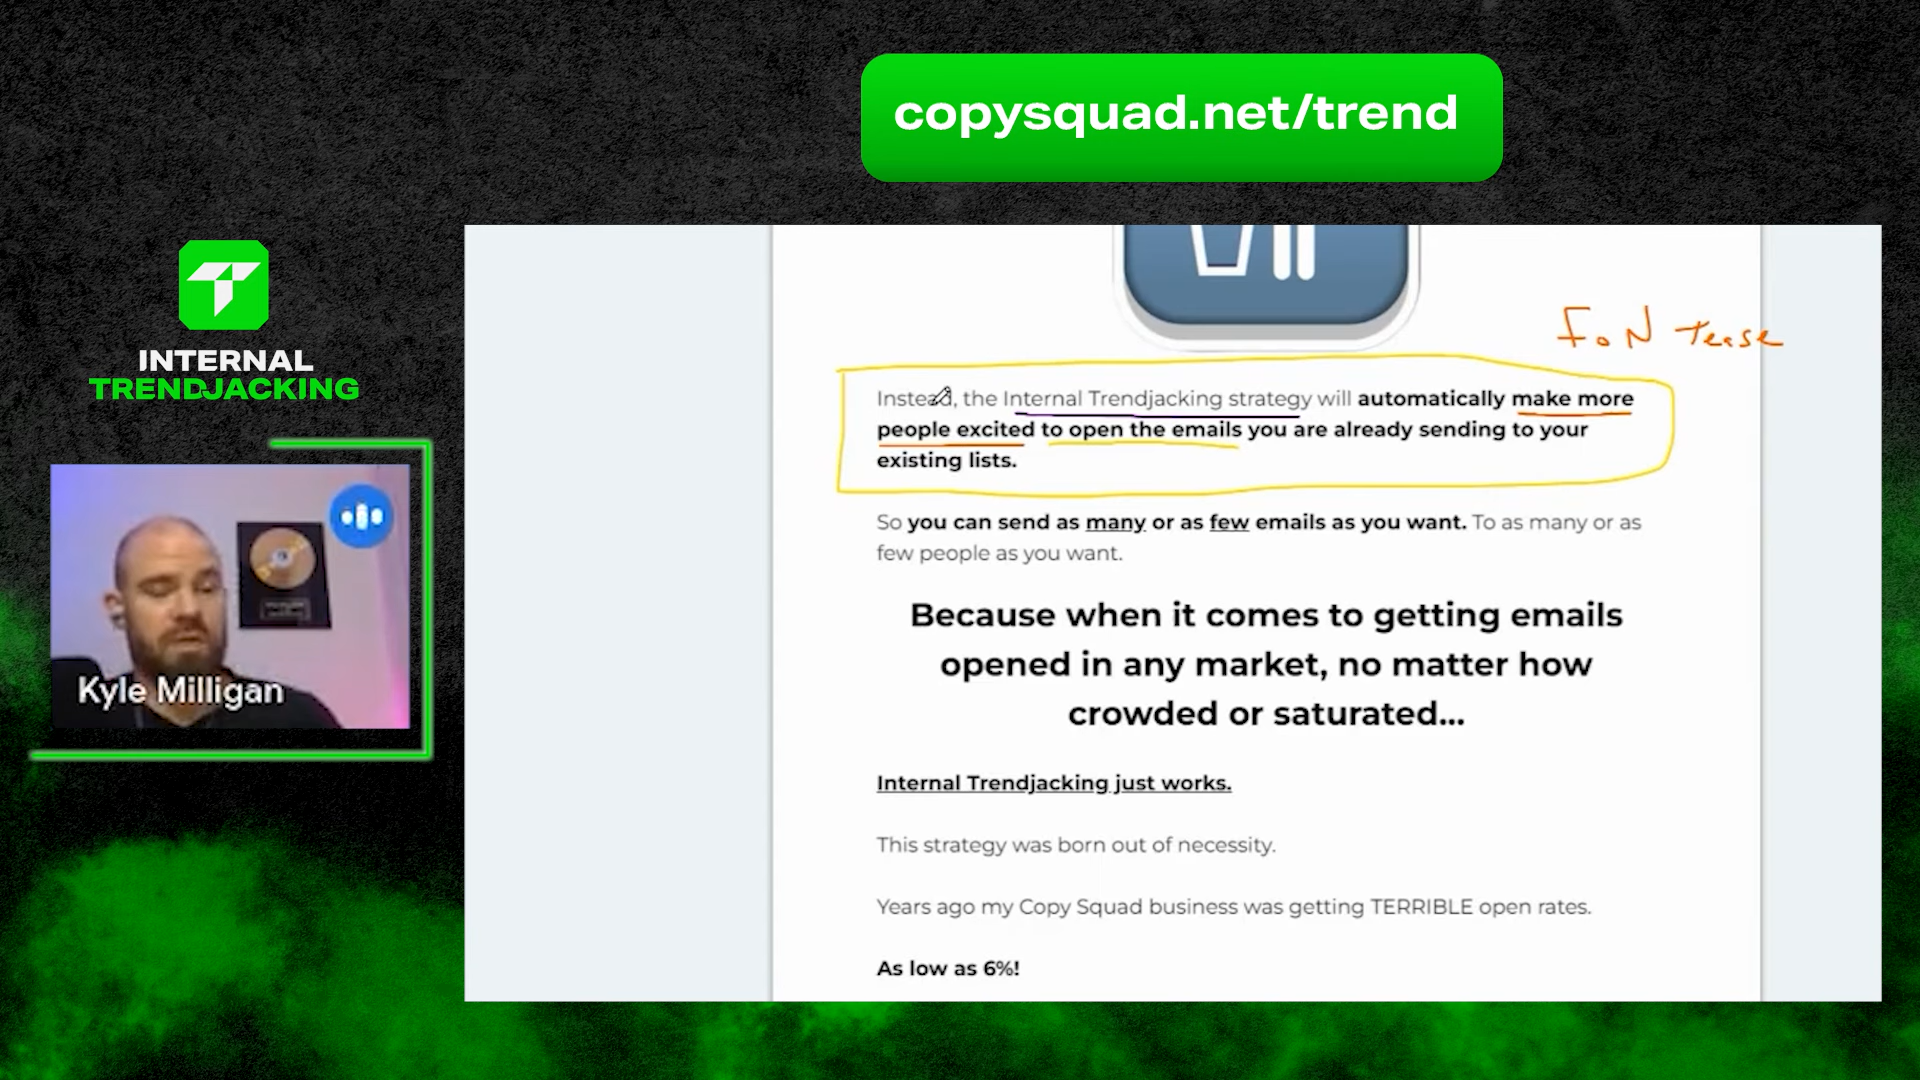 copysquad.net/trend
INTERNAL
TRENDJACKING
Kyle Milligan
FoN Tease
Instead, the Internal Trendjacking strategy will automatically make more
people excited to open the emails you are already sending to your
existing lists.
So you can send as many or as few emails as you want. To as many or as
few people as you want.
Because when it comes to getting emails
opened in any market, no matter how
crowded or saturated...
Internal Trendjacking just works.
This strategy was born out of necessity.
Years ago my Copy Squad business was getting TERRIBLE open rates.
As low as 6%!